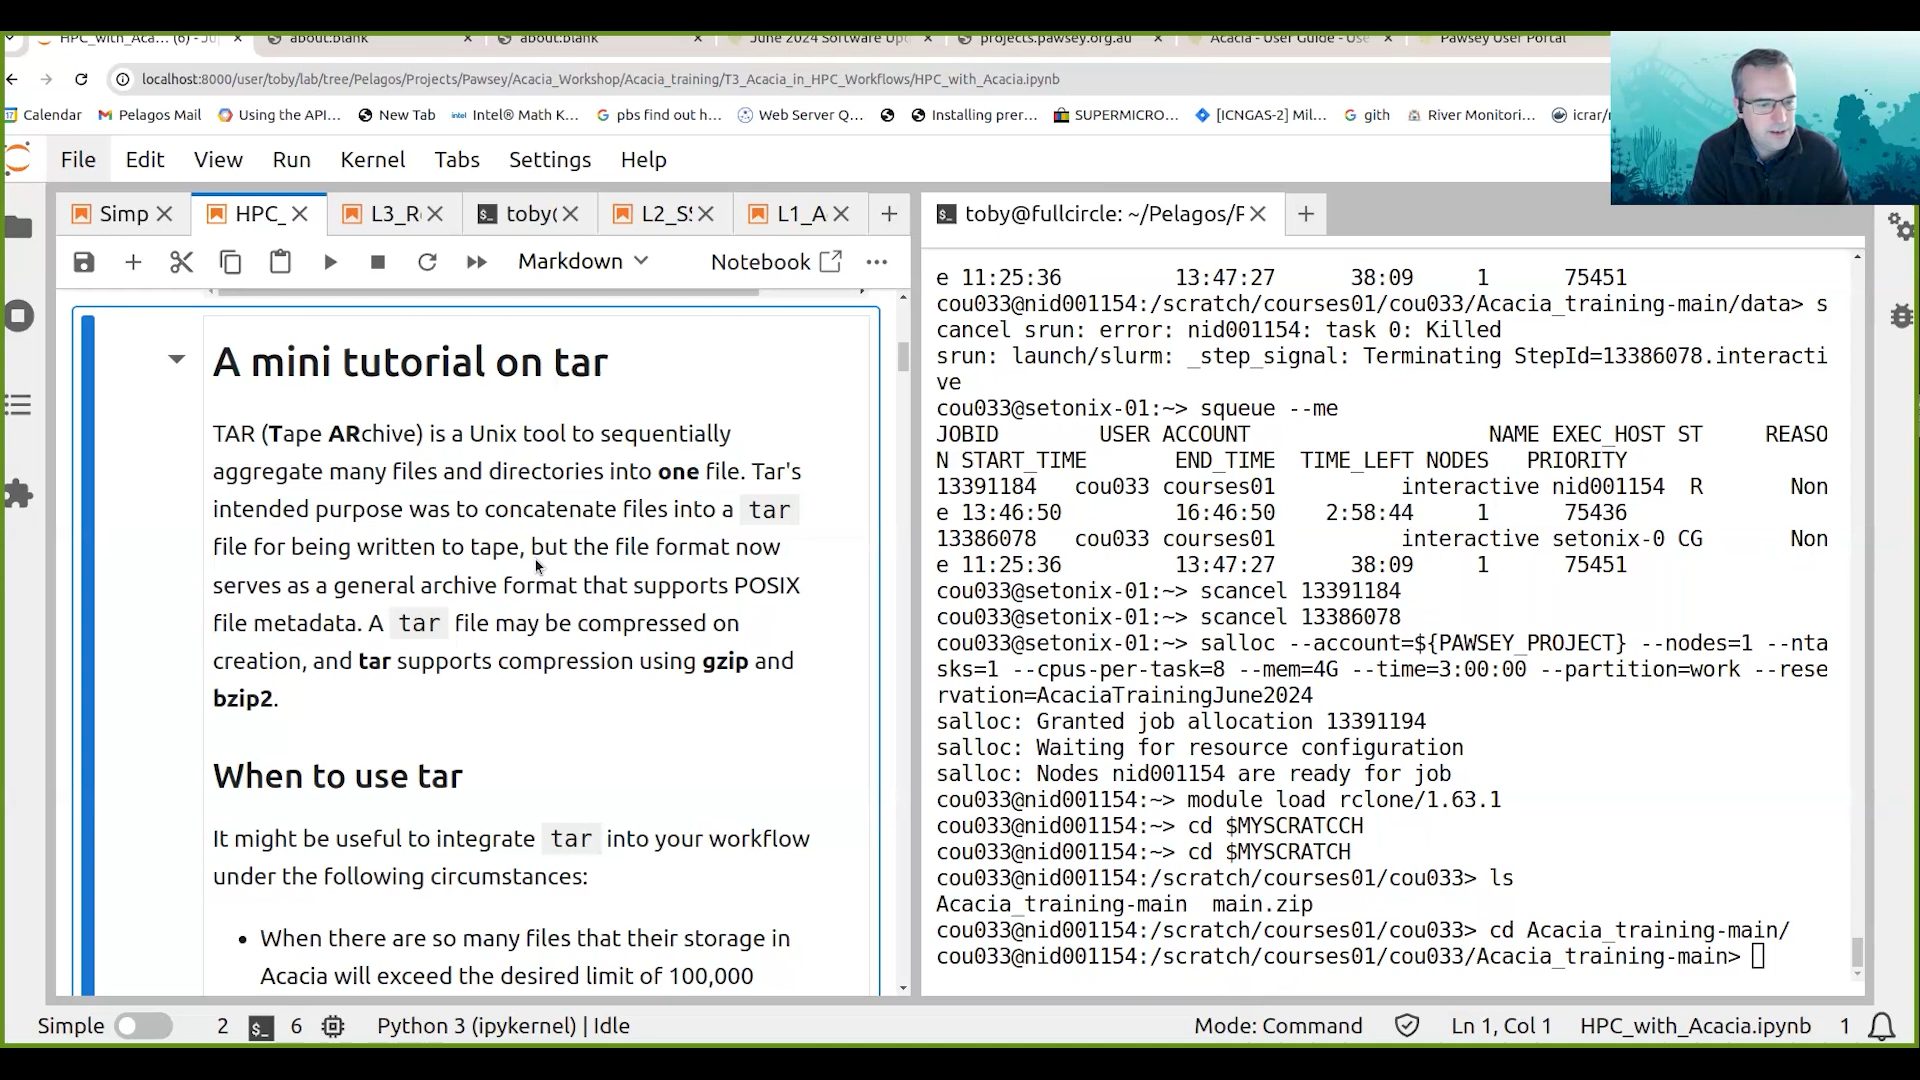 HPC_with_Aca... (6) - Ju
about:blank
about:blank
June 2024 Software Upd
projects.pawsey.org.au
Acacia - User Guide - Use
Pawsey User Portal
localhost:8000/user/toby/lab/tree/Pelagos/Projects/Pawsey/Acacia_Workshop/Acacia_training/T3_Acacia_in_HPC_Workflows/HPC_with_Acacia.ipynb
Calendar
Pelagos Mail
Using the API...
New Tab
Intel® Math K...
pbs find out h...
Web Server Q...
Installing prer...
SUPERMICRO...
[ICNGAS-2] Mil...
gith
River Monitori...
icrar/r
File Edit View Run Kernel Tabs Settings Help
Simp
HPC_
L3_R
toby(
L2_S
L1_A
toby@fullcircle: ~/Pelagos/F
Markdown
Notebook
A mini tutorial on tar
TAR (Tape ARchive) is a Unix tool to sequentially
aggregate many files and directories into one file. Tar's
intended purpose was to concatenate files into a tar
file for being written to tape, but the file format now
serves as a general archive format that supports POSIX
file metadata. A tar file may be compressed on
creation, and tar supports compression using gzip and
bzip2.
When to use tar
It might be useful to integrate tar into your workflow
under the following circumstances:
• When there are so many files that their storage in
Acacia will exceed the desired limit of 100,000
e 11:25:36 13:47:27 38:09 1 75451
cou033@nid001154:/scratch/courses01/cou033/Acacia_training-main/data> s
cancel srun: error: nid001154: task 0: Killed
srun: launch/slurm: _step_signal: Terminating StepId=13386078.interacti
ve
cou033@setonix-01:~> squeue --me
JOBID USER ACCOUNT NAME EXEC_HOST ST REASO
N START_TIME END_TIME TIME_LEFT NODES PRIORITY
13391184 cou033 courses01 interactive nid001154 R Non
e 13:46:50 16:46:50 2:58:44 1 75436
13386078 cou033 courses01 interactive setonix-0 CG Non
e 11:25:36 13:47:27 38:09 1 75451
cou033@setonix-01:~> scancel 13391184
cou033@setonix-01:~> scancel 13386078
cou033@setonix-01:~> salloc --account=${PAWSEY_PROJECT} --nodes=1 --nta
sks=1 --cpus-per-task=8 --mem=4G --time=3:00:00 --partition=work --rese
rvation=AcaciaTrainingJune2024
salloc: Granted job allocation 13391194
salloc: Waiting for resource configuration
salloc: Nodes nid001154 are ready for job
cou033@nid001154:~> module load rclone/1.63.1
cou033@nid001154:~> cd $MYSCRATCCH
cou033@nid001154:~> cd $MYSCRATCH
cou033@nid001154:/scratch/courses01/cou033> ls
Acacia_training-main main.zip
cou033@nid001154:/scratch/courses01/cou033> cd Acacia_training-main/
cou033@nid001154:/scratch/courses01/cou033/Acacia_training-main>
Simple 2 6 Python 3 (ipykernel) | Idle Mode: Command Ln 1, Col 1 HPC_with_Acacia.ipynb 1